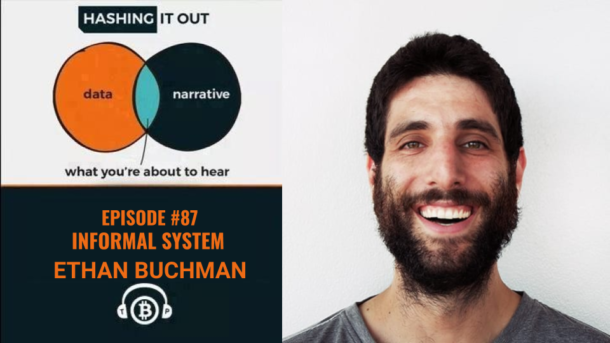 HASHING IT OUT
data
narrative
what you're about to hear
EPISODE #87
INFORMAL SYSTEM
ETHAN BUCHMAN
T ₿ P